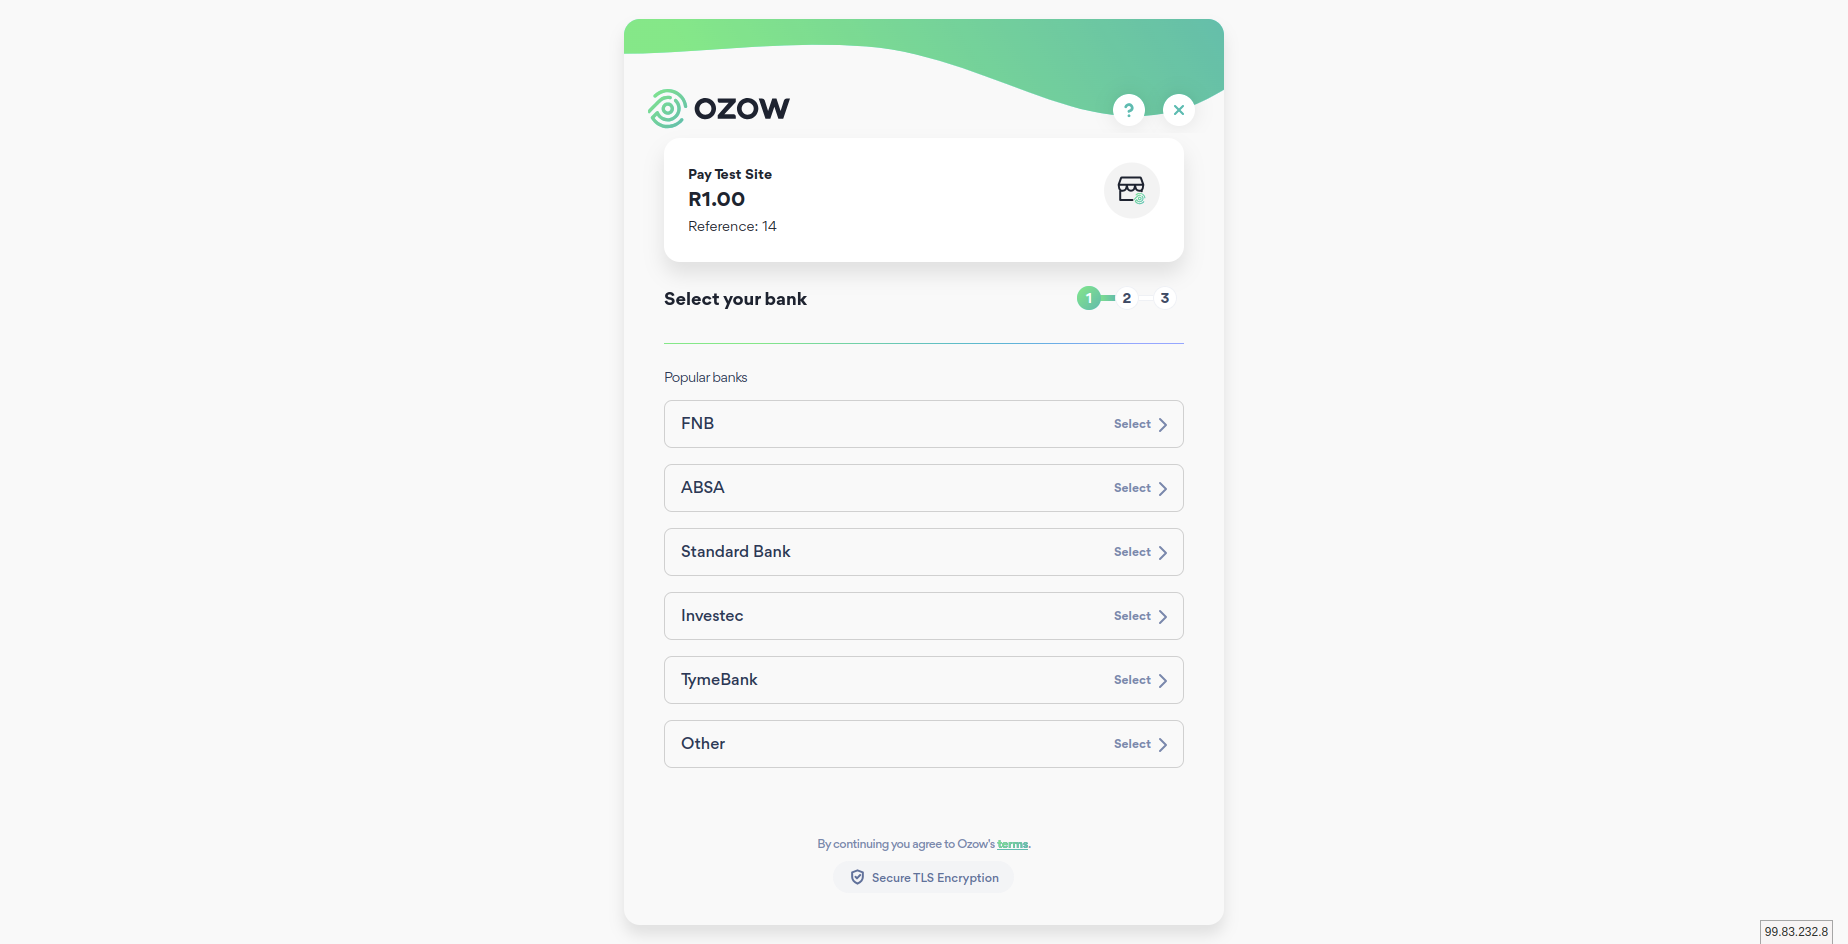 OZOW
?
Pay Test Site
R1.00
Reference: 14
Select your bank
1 2 3
Popular banks
FNB Select
ABSA Select
Standard Bank Select
Investec Select
TymeBank Select
Other Select
By continuing you agree to Ozow's terms.
Secure TLS Encryption
99.83.232.8